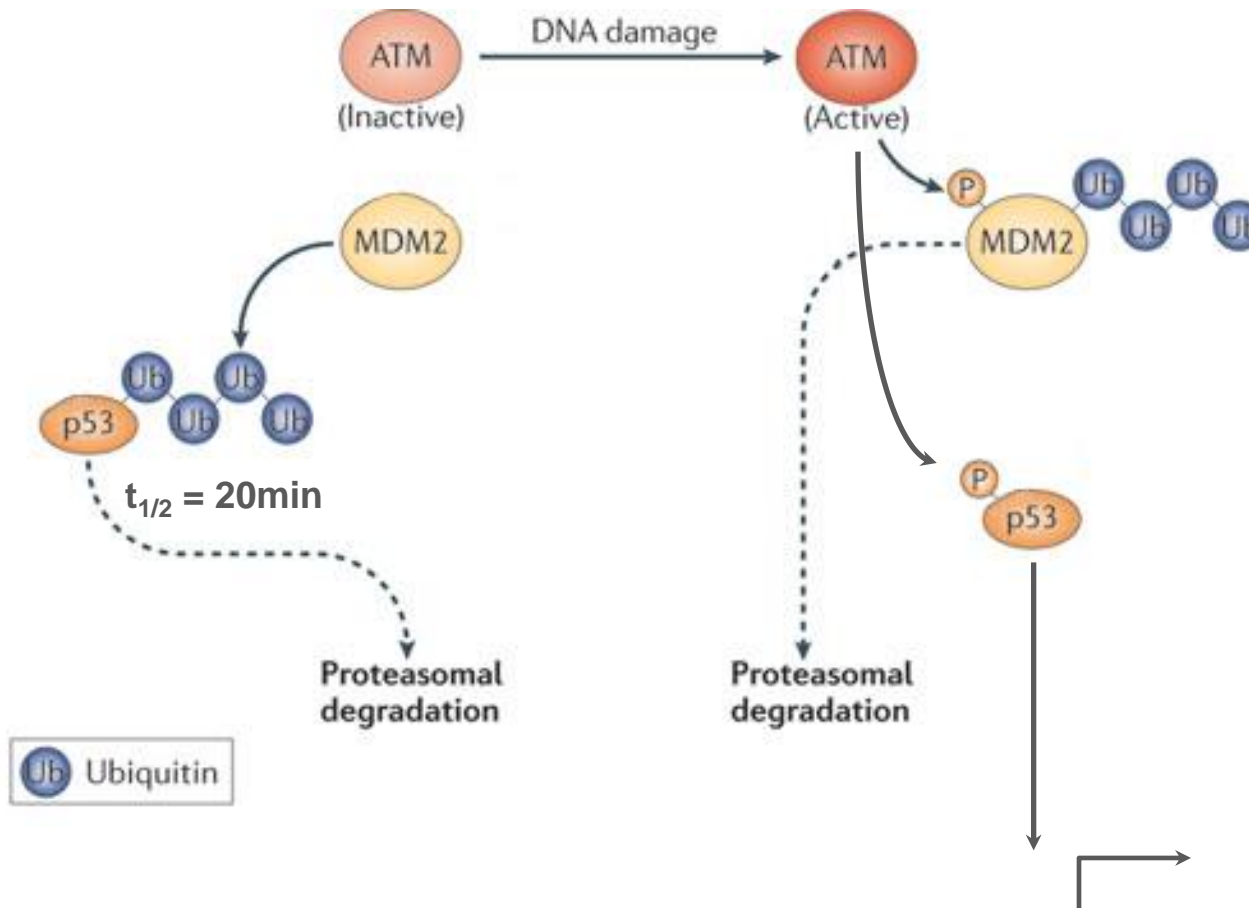 DNA damage
ATM
(Inactive)
ATM
(Active)
P
MDM2
Ub
Ub
Ub
Ub
MDM2
p53
Ub
Ub
Ub
Ub
t1/2 = 20min
P
p53
Proteasomal
degradation
Proteasomal
degradation
Ub Ubiquitin